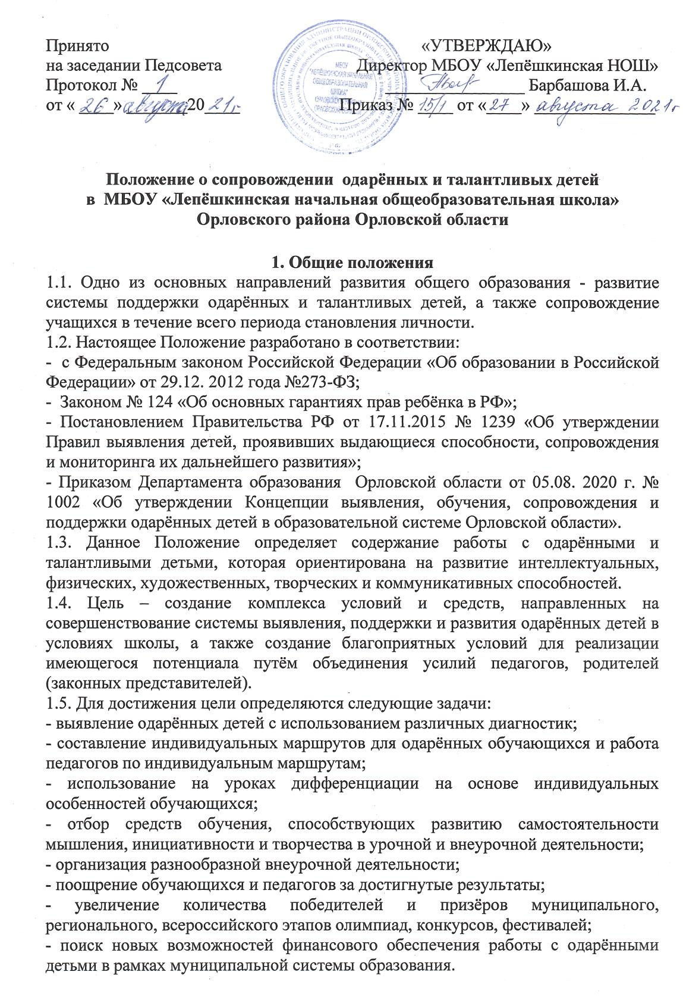 Принято «УТВЕРЖДАЮ»
на заседании Педсовета Директор МБОУ «Лепёшкинская НОШ»
Протокол № 1 ________________ Барбашова И.А.
от « 26 » августа 2021 г Приказ № 15/1 от «27» августа 2021 г
МБОУ
"ЛЕПЁШКИНСКАЯ НАЧАЛЬНАЯ
ОБЩЕОБРАЗОВАТЕЛЬНАЯ
ШКОЛА"
Положение о сопровождении одарённых и талантливых детей
в МБОУ «Лепёшкинская начальная общеобразовательная школа»
Орловского района Орловской области
1. Общие положения
1.1. Одно из основных направлений развития общего образования - развитие
системы поддержки одарённых и талантливых детей, а также сопровождение
учащихся в течение всего периода становления личности.
1.2. Настоящее Положение разработано в соответствии:
- с Федеральным законом Российской Федерации «Об образовании в Российской
Федерации» от 29.12. 2012 года №273-ФЗ;
- Законом № 124 «Об основных гарантиях прав ребёнка в РФ»;
- Постановлением Правительства РФ от 17.11.2015 № 1239 «Об утверждении
Правил выявления детей, проявивших выдающиеся способности, сопровождения
и мониторинга их дальнейшего развития»;
- Приказом Департамента образования Орловской области от 05.08. 2020 г. №
1002 «Об утверждении Концепции выявления, обучения, сопровождения и
поддержки одарённых детей в образовательной системе Орловской области».
1.3. Данное Положение определяет содержание работы с одарёнными и
талантливыми детьми, которая ориентирована на развитие интеллектуальных,
физических, художественных, творческих и коммуникативных способностей.
1.4. Цель – создание комплекса условий и средств, направленных на
совершенствование системы выявления, поддержки и развития одарённых детей в
условиях школы, а также создание благоприятных условий для реализации
имеющегося потенциала путём объединения усилий педагогов, родителей
(законных представителей).
1.5. Для достижения цели определяются следующие задачи:
- выявление одарённых детей с использованием различных диагностик;
- составление индивидуальных маршрутов для одарённых обучающихся и работа
педагогов по индивидуальным маршрутам;
- использование на уроках дифференциации на основе индивидуальных
особенностей обучающихся;
- отбор средств обучения, способствующих развитию самостоятельности
мышления, инициативности и творчества в урочной и внеурочной деятельности;
- организация разнообразной внеурочной деятельности;
- поощрение обучающихся и педагогов за достигнутые результаты;
- увеличение количества победителей и призёров муниципального,
регионального, всероссийского этапов олимпиад, конкурсов, фестивалей;
- поиск новых возможностей финансового обеспечения работы с одарёнными
детьми в рамках муниципальной системы образования.